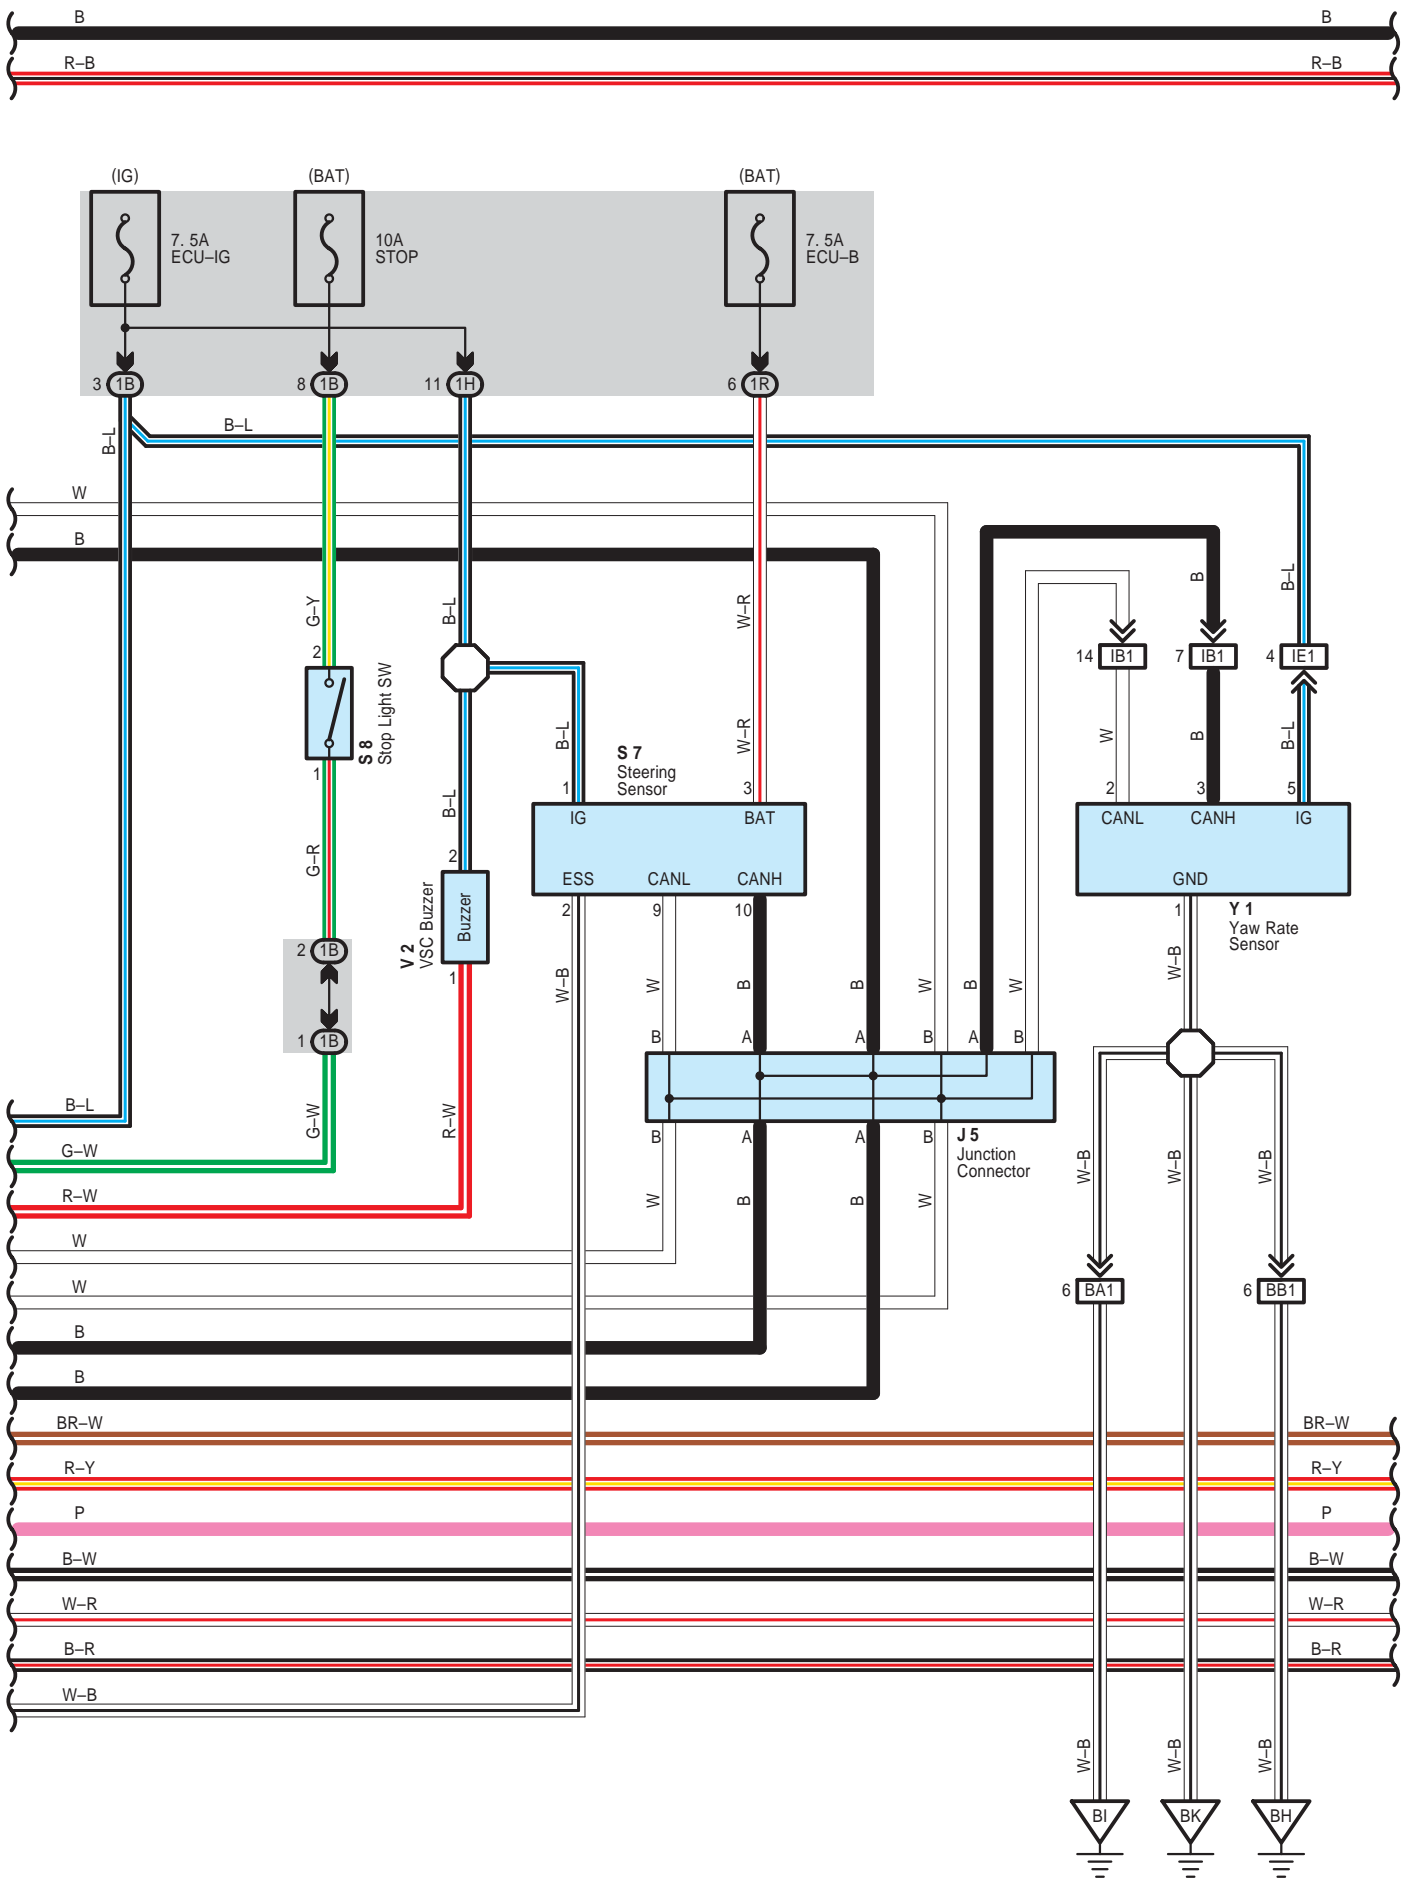 B B
R–B R–B
(IG) (BAT) (BAT)
7. 5A 10A 7. 5A
ECU–IG STOP ECU–B
3 1B 8 1B 11 1H 6 1R
B–L
B–L
W
B
G–Y B–L W–R B B–L
2 14 IB1 7 IB1 4 IE1
S 8
Stop Light SW
B–L W–R W B B–L
S 7
Steering
Sensor
1 B–L 1 3 2 3 5
IG BAT CANL CANH IG
G–R 2
ESS CANL CANH GND
V 2
VSC Buzzer
Buzzer
2 9 10 1
Y 1
Yaw Rate
Sensor
2 1B 1 W–B W B B W B W W–B
1 1B B A A B A B
B–L
G–W R–W
B A A B
J 5
Junction
Connector
G–W
R–W
W B B W W–B W–B W–B
W
W
6 BA1 6 BB1
B
B
BR–W BR–W
R–Y R–Y
P P
B–W B–W
W–R W–R
B–R B–R
W–B
W–B W–B W–B
BI BK BH